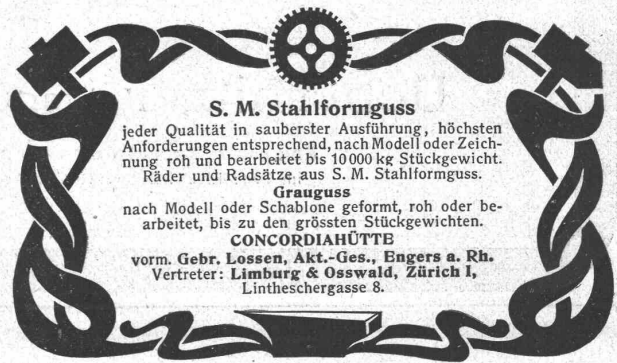 S. M. Stahlformguss
jeder Qualität in sauberster Ausführung, höchsten
Anforderungen entsprechend, nach Modell oder Zeich-
nung roh und bearbeitet bis 10000 kg Stückgewicht.
Räder und Radsätze aus S. M. Stahlformguss.
Grauguss
nach Modell oder Schablone geformt, roh oder be-
arbeitet, bis zu den grössten Stückgewichten.
CONCORDIAHÜTTE
vorm. Gebr. Lossen, Akt.-Ges., Engers a. Rh.
Vertreter: Limburg & Osswald, Zürich I,
Lintheschergasse 8.